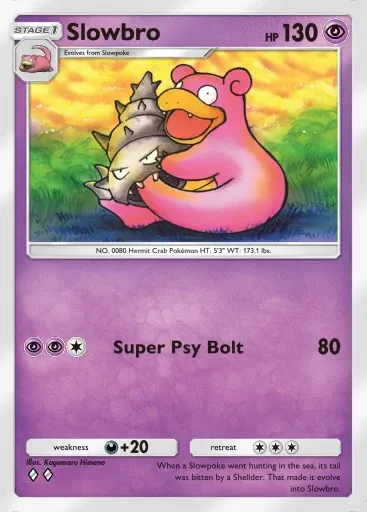 STAGE 1
Slowbro
HP 130
Evolves from Slowpoke
NO. 0080 Hermit Crab Pokémon HT: 5'3" WT: 173.1 lbs.
Super Psy Bolt 80
weakness +20 retreat
Illus. Kagemaru Himeno
When a Slowpoke went hunting in the sea, its tail
was bitten by a Shellder. That made it evolve
into Slowbro.